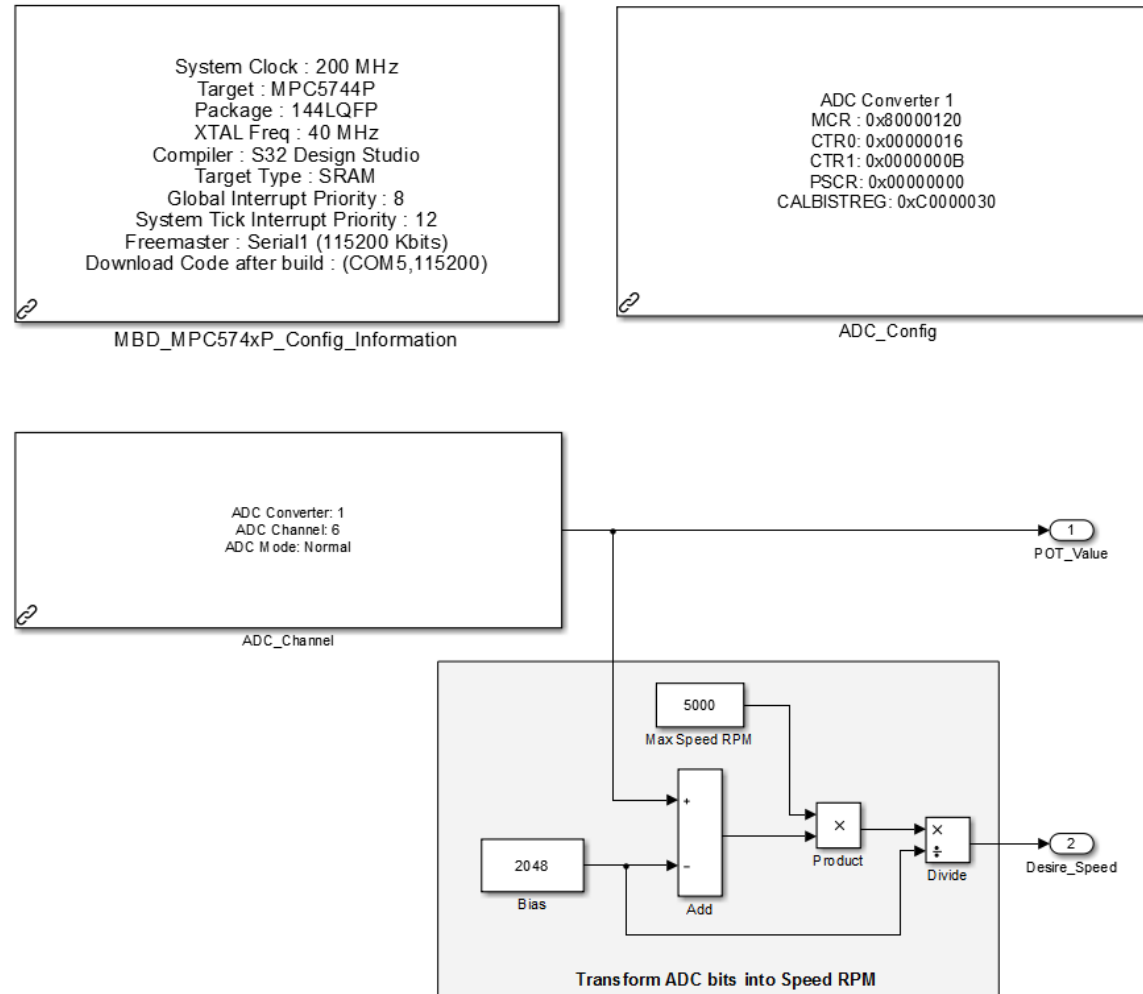 System Clock : 200 MHz
Target : MPC5744P
Package : 144LQFP
XTAL Freq : 40 MHz
Compiler : S32 Design Studio
Target Type : SRAM
Global Interrupt Priority : 8
System Tick Interrupt Priority : 12
Freemaster : Serial1 (115200 Kbits)
Download Code after build : (COM5,115200)
MBD_MPC574xP_Config_Information
ADC Converter 1
MCR : 0x80000120
CTR0: 0x00000016
CTR1: 0x0000000B
PSCR: 0x00000000
CALBISTREG: 0xC0000030
ADC_Config
ADC Converter: 1
ADC Channel: 6
ADC Mode: Normal
ADC_Channel
1
POT_Value
5000
Max Speed RPM
+
−
Add
2048
Bias
×
Product
×
÷
Divide
2
Desire_Speed
Transform ADC bits into Speed RPM